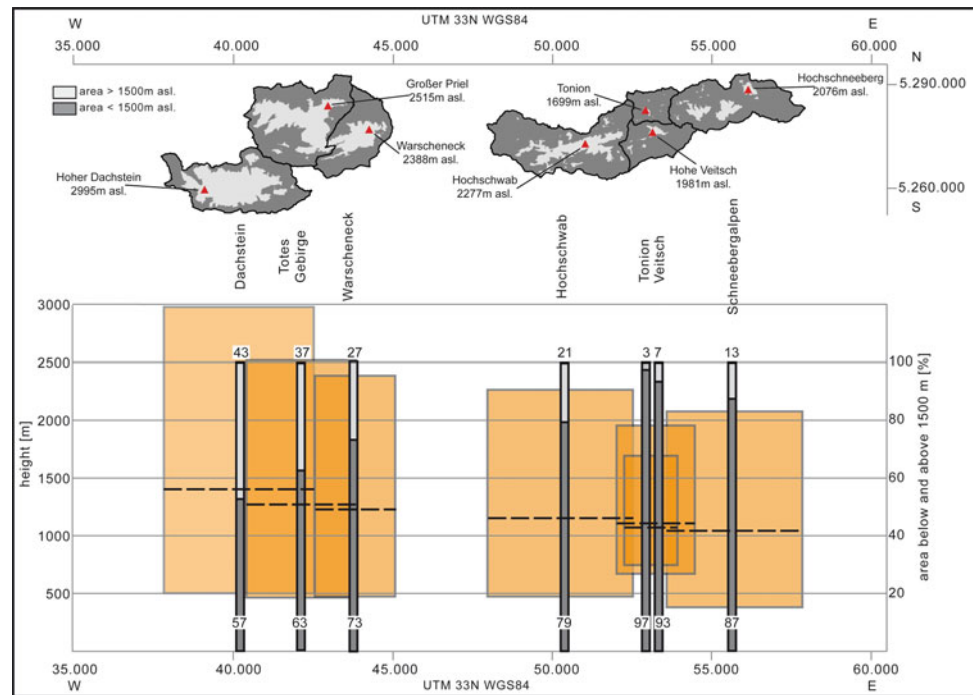 UTM 33N WGS84
W
E
35.000
40.000
45.000
50.000
55.000
60.000
N
area > 1500m asl.
area < 1500m asl.
Großer Priel
2515m asl.
Warscheneck
2388m asl.
Hoher Dachstein
2995m asl.
Tonion
1699m asl.
Hochschneeberg
2076m asl.
Hochschwab
2277m asl.
Hohe Veitsch
1981m asl.
5.290.000
5.260.000
S
Dachstein
Totes
Gebirge
Warscheneck
Hochschwab
Tonion
Veitsch
Schneebergalpen
height [m]
3000
2500
2000
1500
1000
500
43
37
27
21
3
7
13
57
63
73
79
97
93
87
100
80
60
40
20
area below and above 1500 m [%]
35.000
40.000
45.000
50.000
55.000
60.000
W
UTM 33N WGS84
E